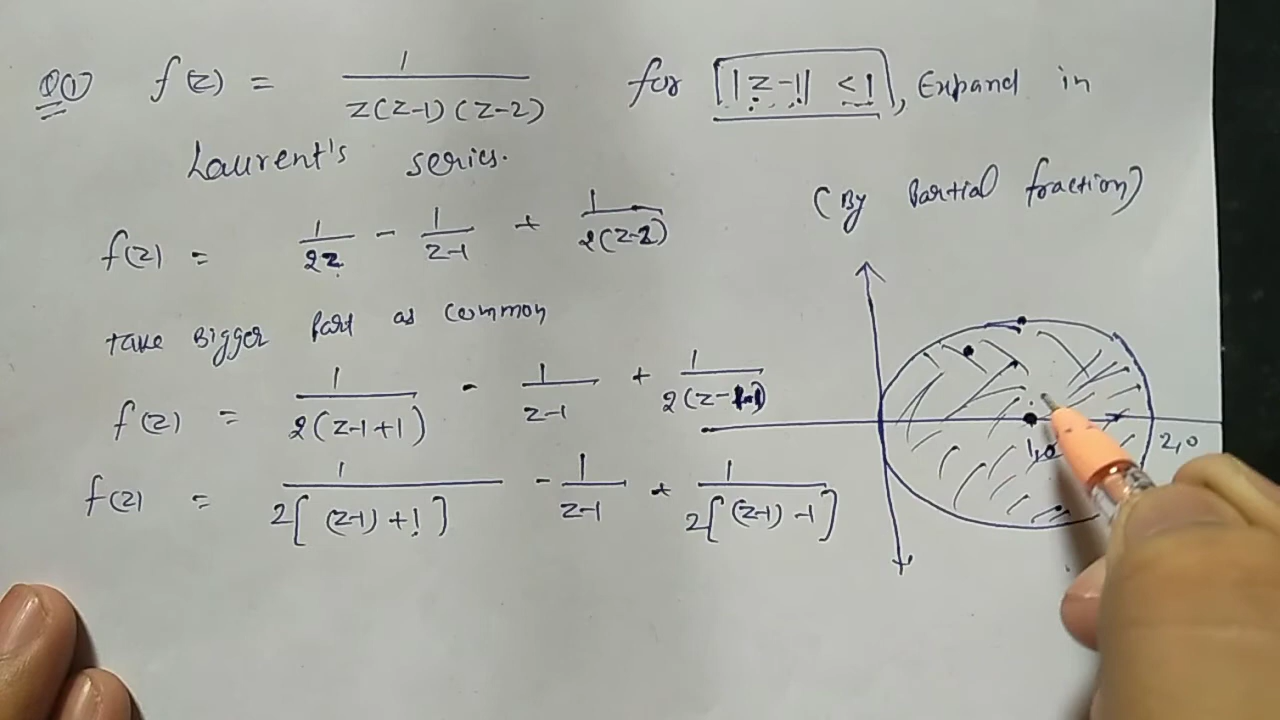 Q① f(z) = 1/z(z-1)(z-2) for |z-1| <1, Expand in
Laurent's series.
(By Partial fraction)
f(z) = 1/2z - 1/z-1 + 1/2(z-2)
take Bigger Part as common
f(z) = 1/2(z-1+1) - 1/z-1 + 1/2(z-1-1)
f(z) = 1/2[(z-1)+1] - 1/z-1 + 1/2[(z-1)-1]
1,0
2,0